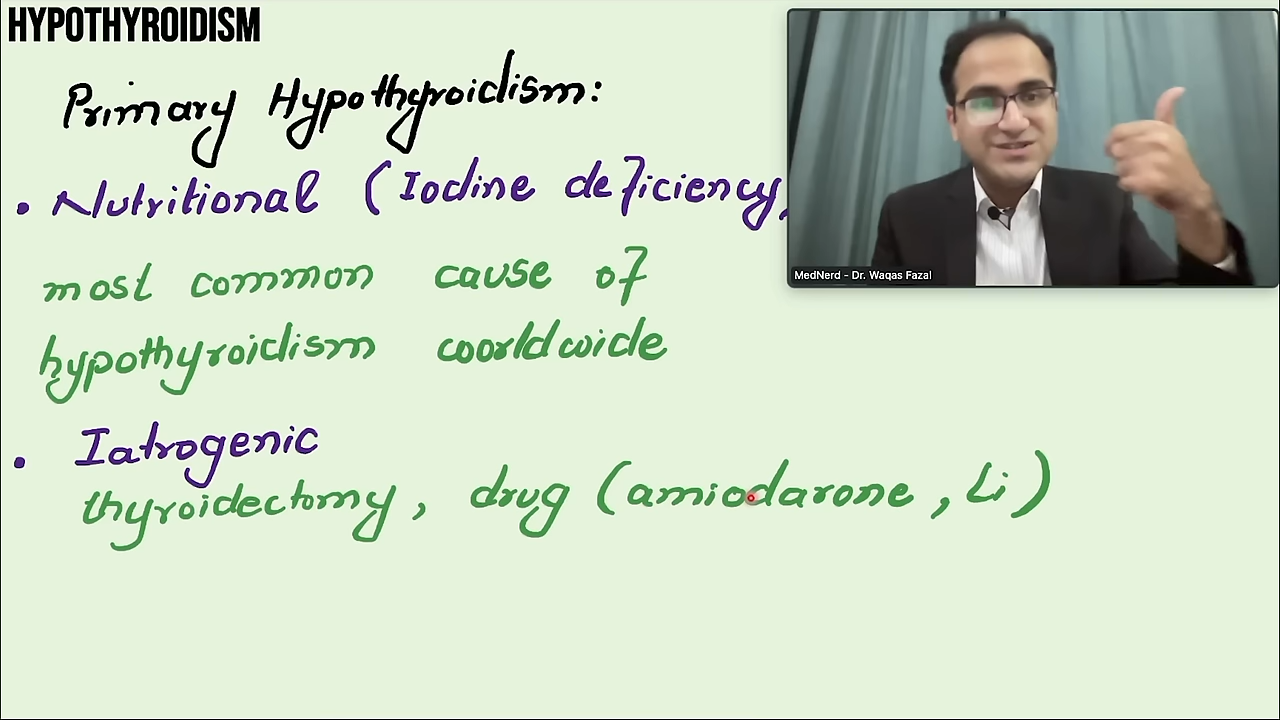 HYPOTHYROIDISM
Primary Hypothyroidism:
• Nutritional (Iodine deficiency,
most common cause of
hypothyroidism woorldwide
• Iatrogenic
thyroidectomy, drug (amiodarone, Li)
MedNerd - Dr. Waqas Fazal